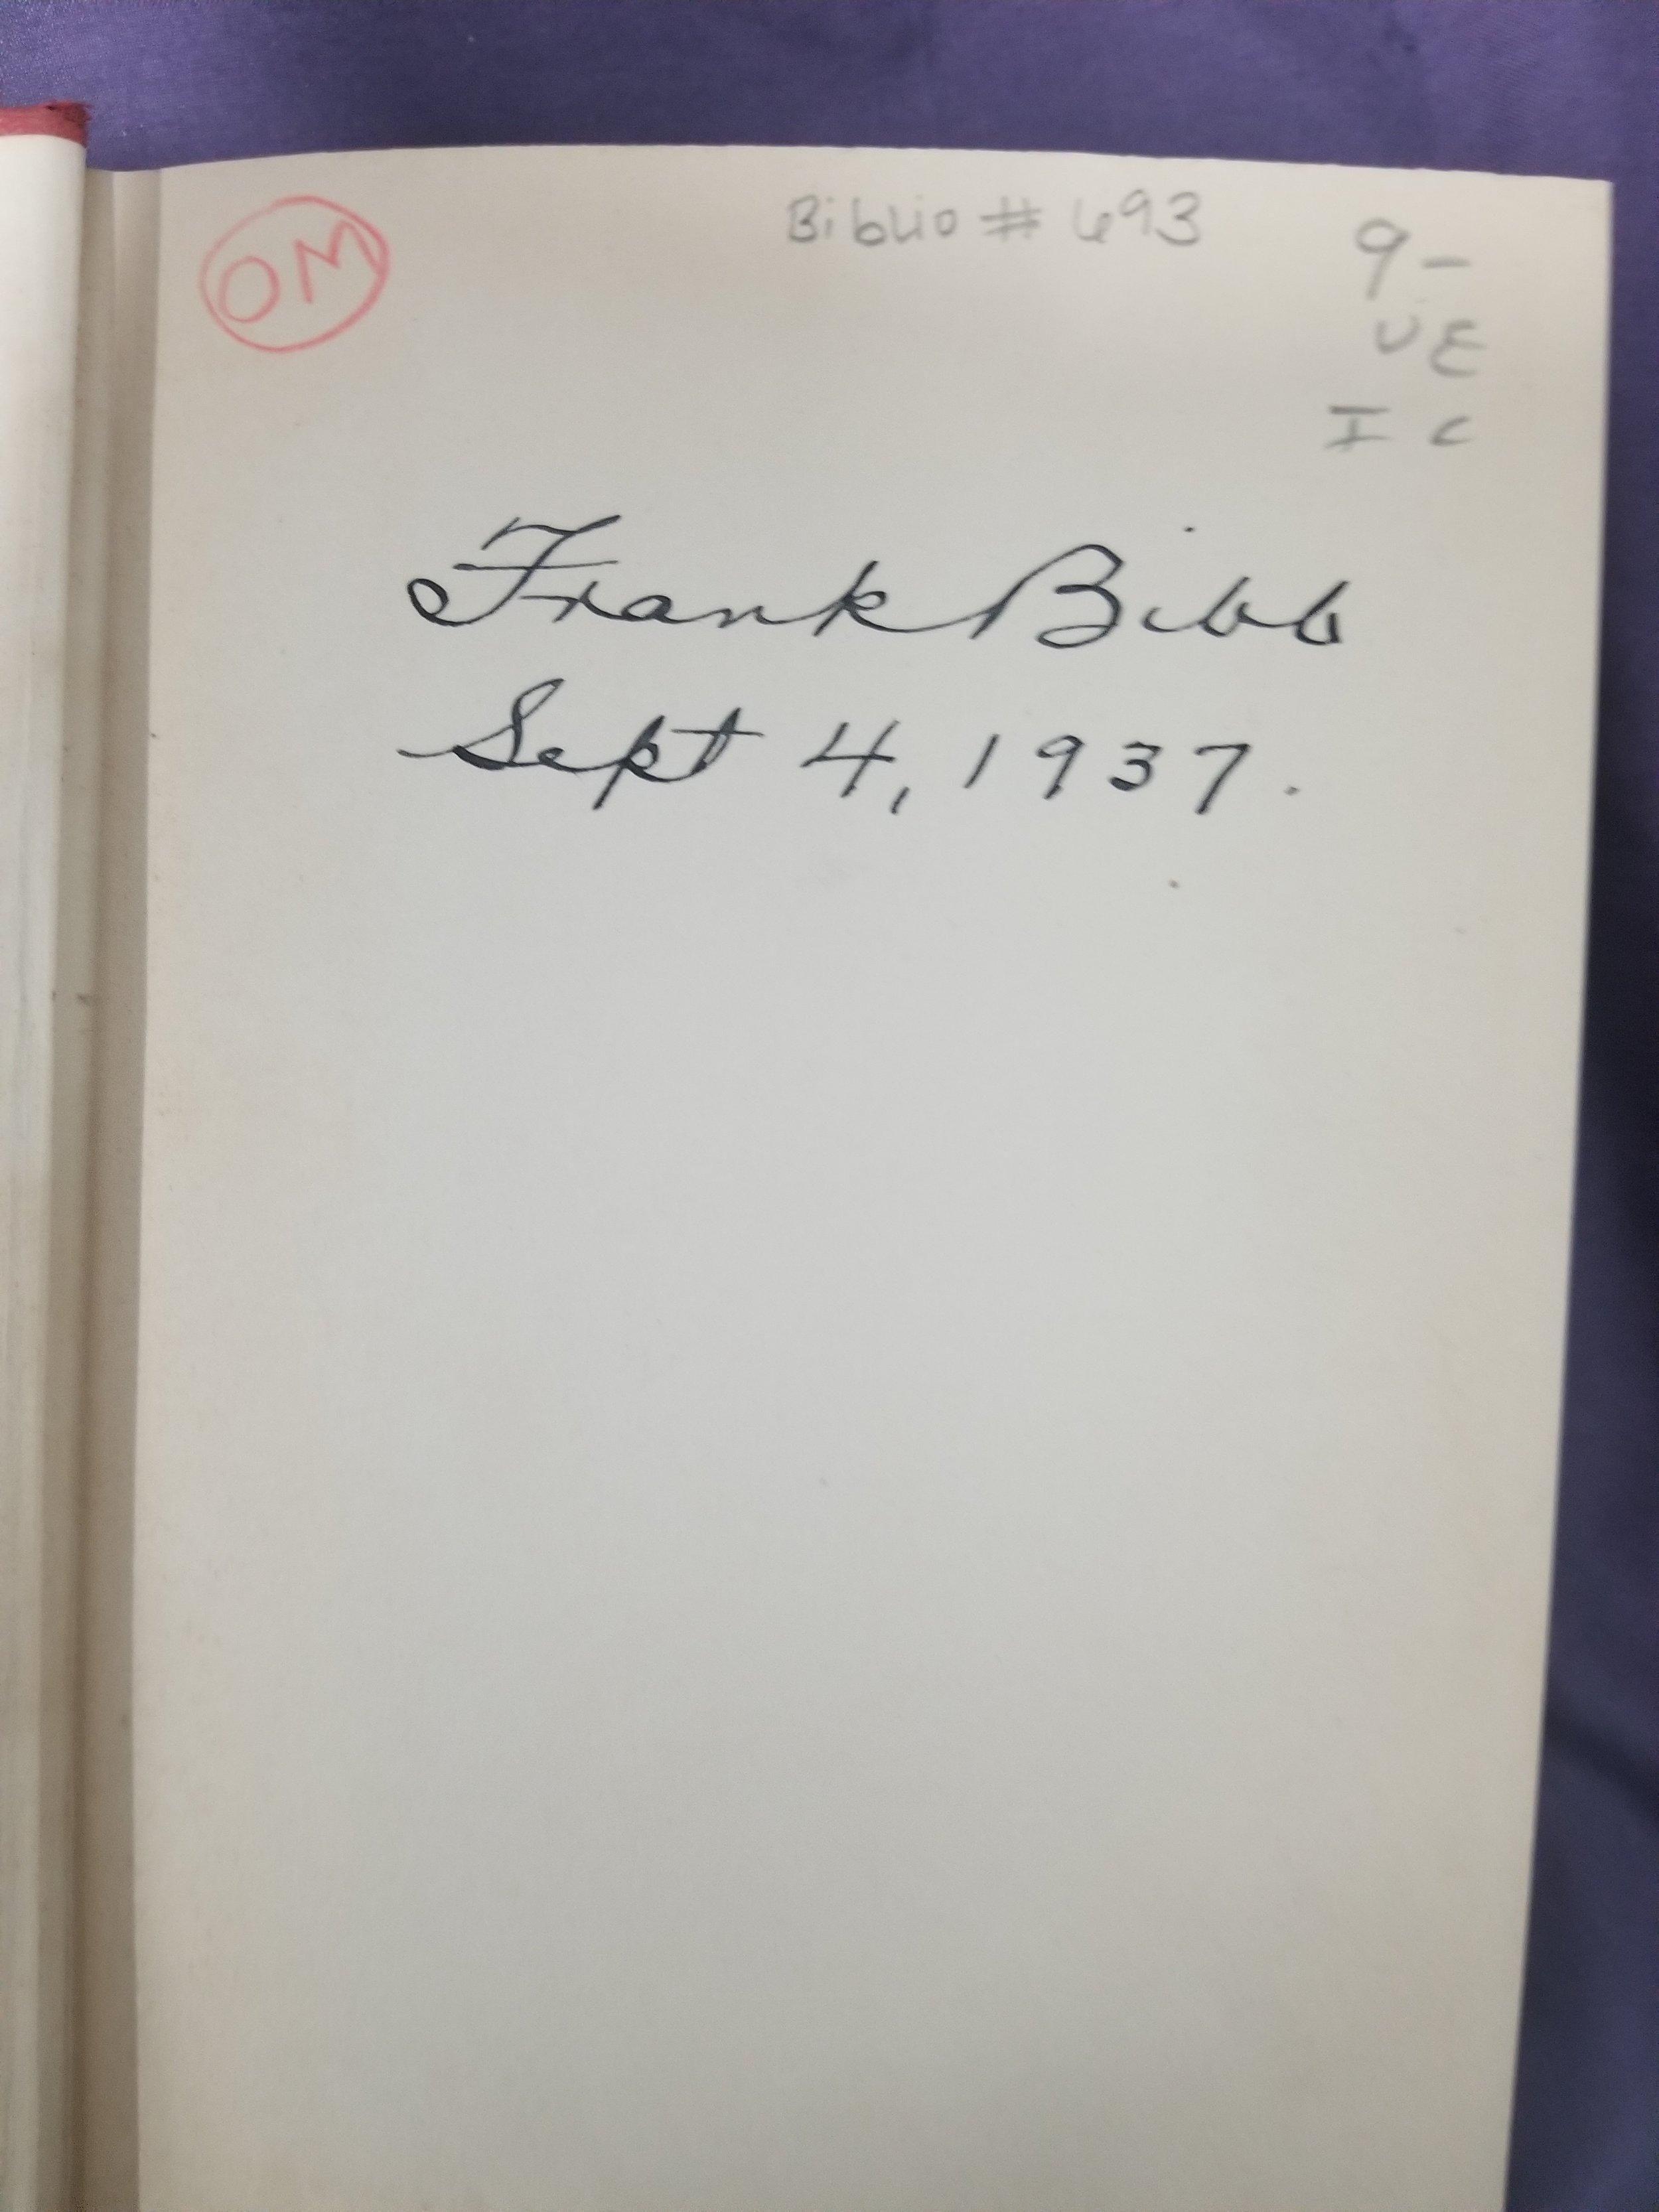 OM
Biblio # 693
9-
VE
I C
Frank Bibb
Sept 4, 1937.